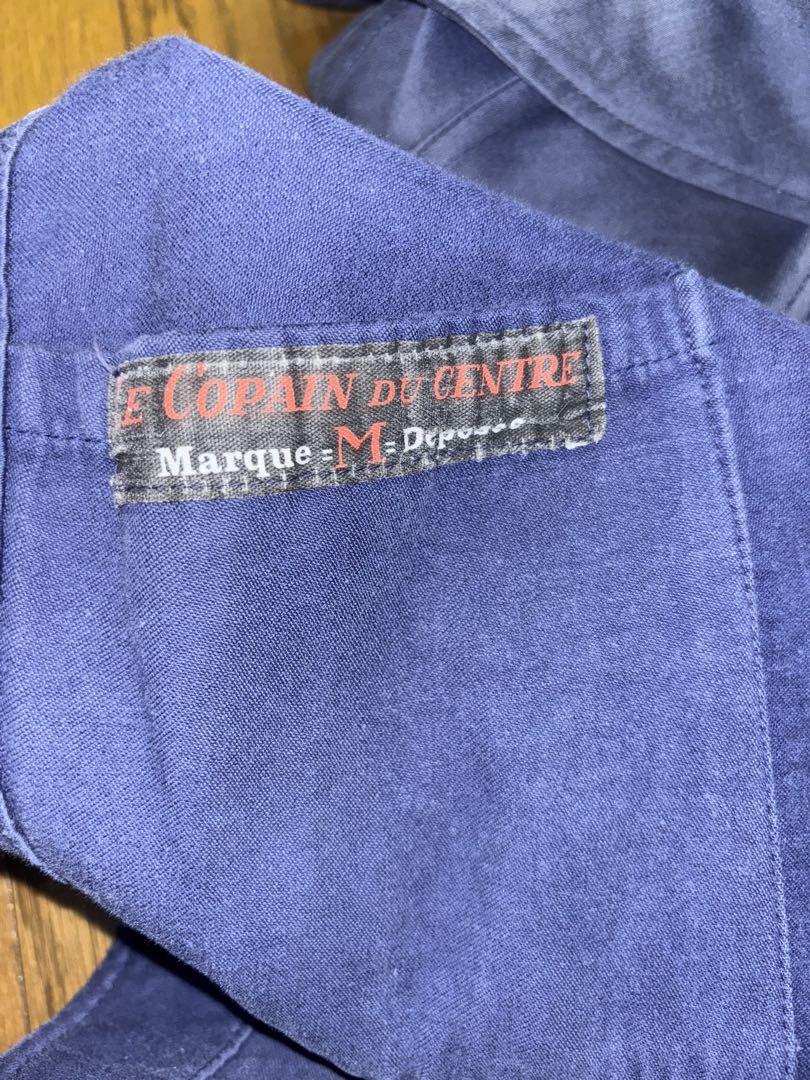 E COPAIN DU CENTRE
Marque = M = Déposée